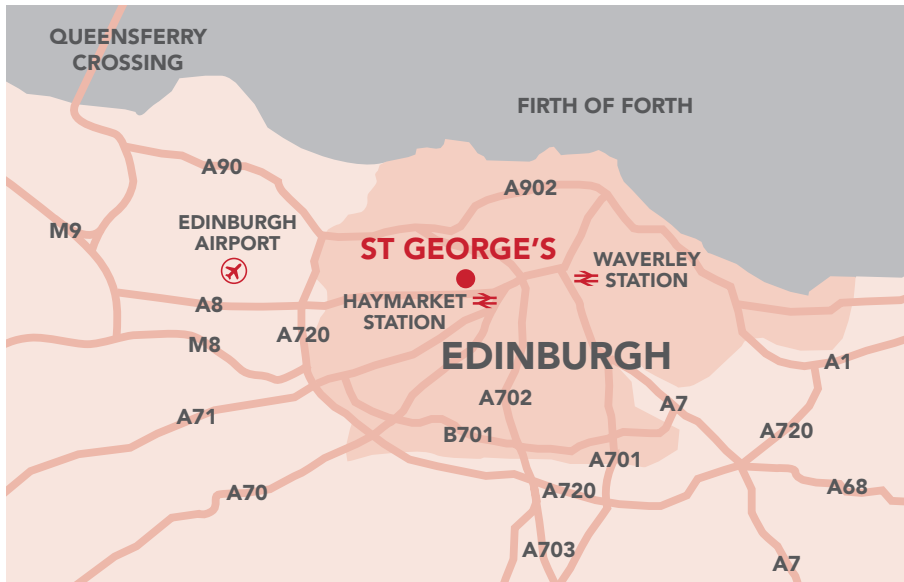 QUEENSFERRY
CROSSING
FIRTH OF FORTH
A90
A902
M9
EDINBURGH
AIRPORT
ST GEORGE'S
WAVERLEY
STATION
A8
HAYMARKET
STATION
M8
A720
EDINBURGH
A1
A702
A7
A71
B701
A720
A701
A70
A720
A68
A703
A7